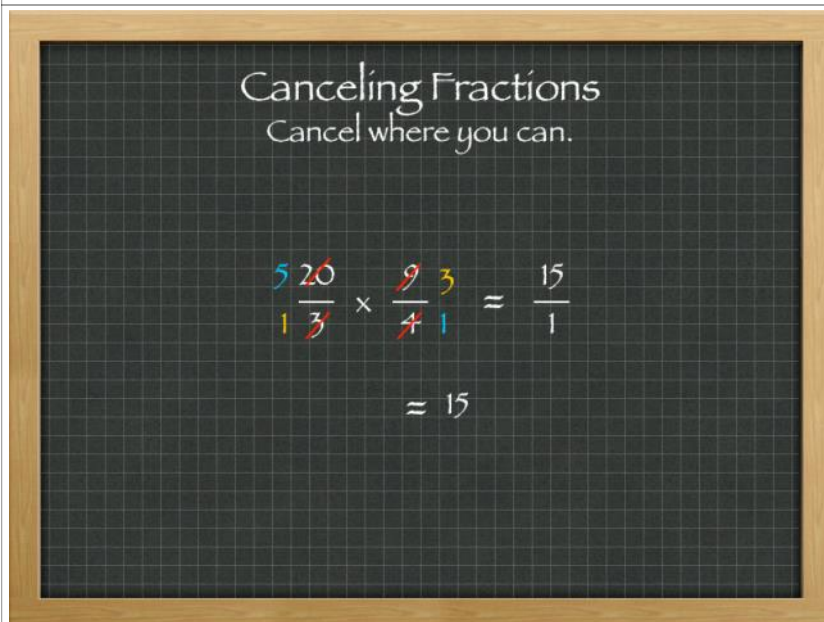 Canceling Fractions
Cancel where you can.
5 20 9 3 15
— × — = —
1 3 4 1 1
= 15